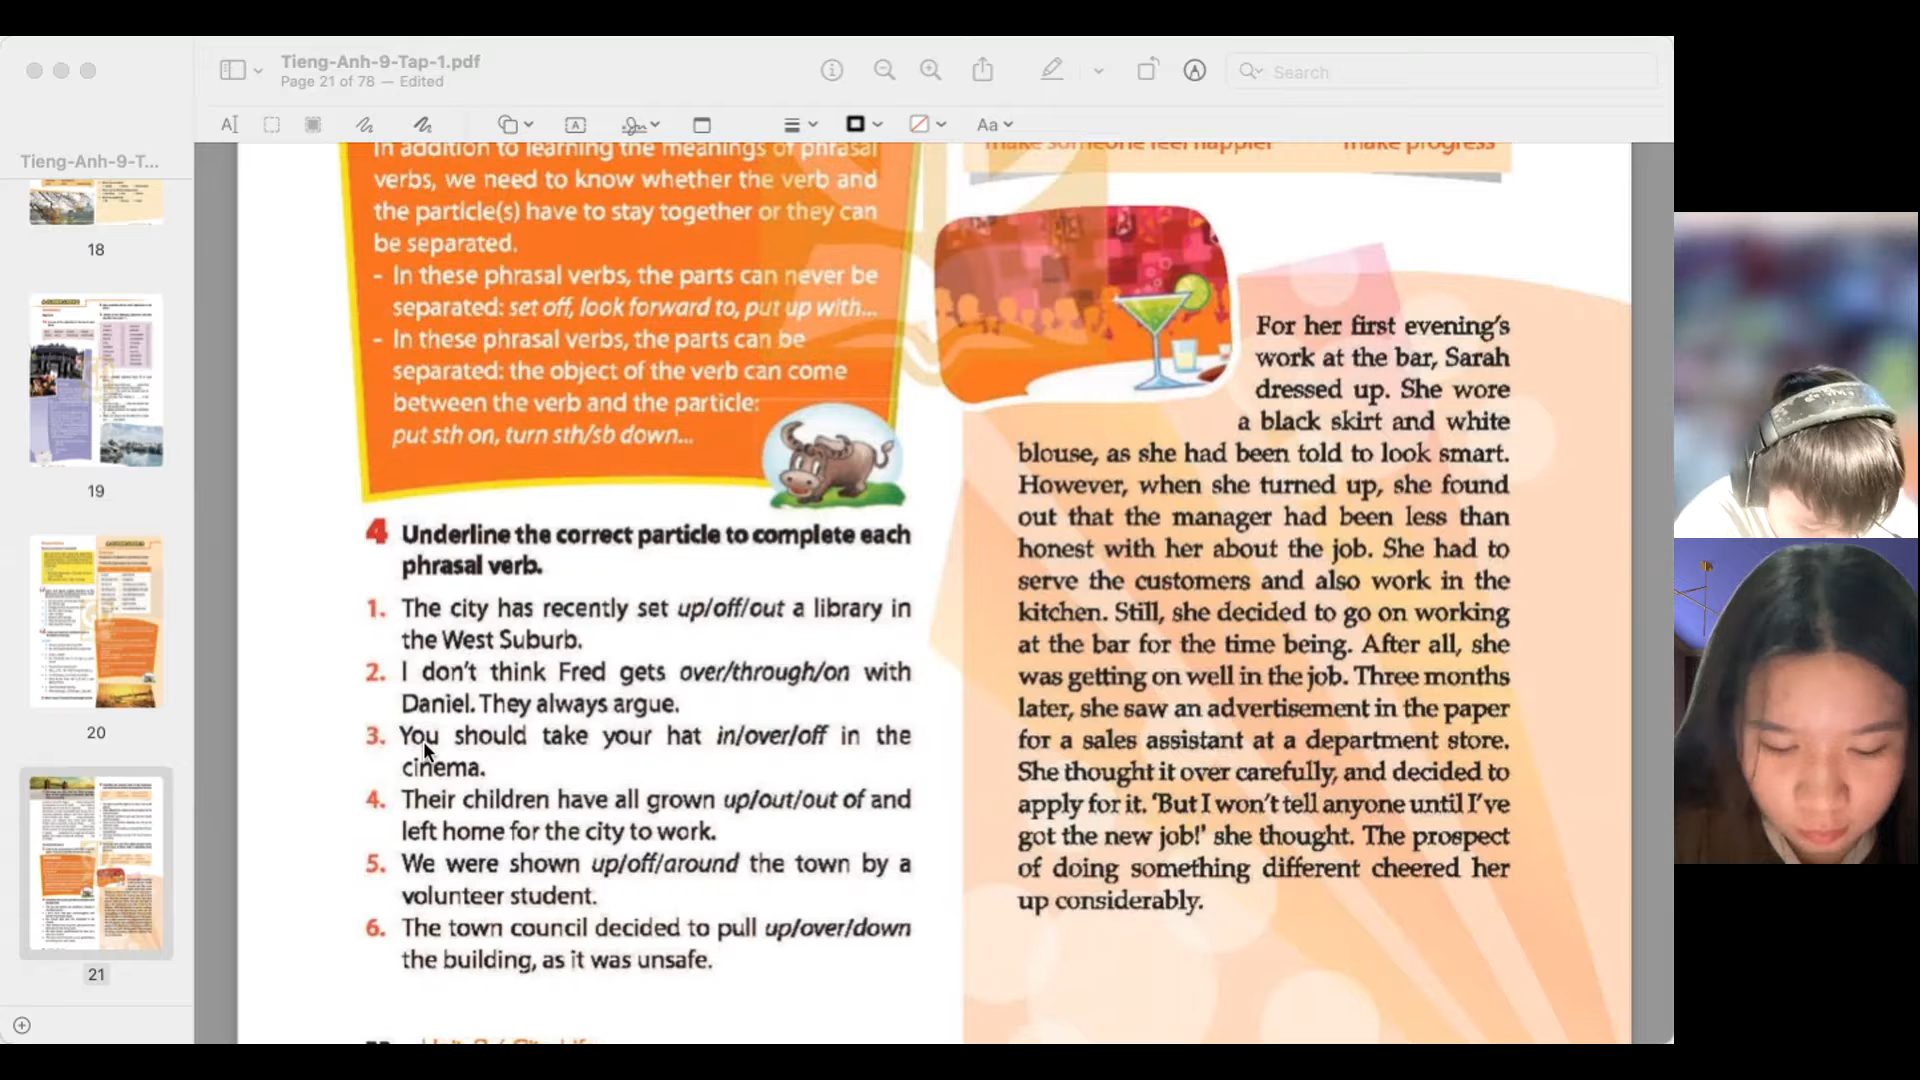 Tieng-Anh-9-Tap-1.pdf
Page 21 of 78 — Edited
Search
Aa
Tieng-Anh-9-T...
18
19
20
21
In addition to learning the meanings of phrasal
verbs, we need to know whether the verb and
the particle(s) have to stay together or they can
be separated.
- In these phrasal verbs, the parts can never be
separated: set off, look forward to, put up with...
- In these phrasal verbs, the parts can be
separated: the object of the verb can come
between the verb and the particle:
put sth on, turn sth/sb down...
4 Underline the correct particle to complete each
phrasal verb.
1. The city has recently set up/off/out a library in
the West Suburb.
2. I don't think Fred gets over/through/on with
Daniel. They always argue.
3. You should take your hat in/over/off in the
cinema.
4. Their children have all grown up/out/out of and
left home for the city to work.
5. We were shown up/off/around the town by a
volunteer student.
6. The town council decided to pull up/over/down
the building, as it was unsafe.
make someone feel happier make progress
For her first evening's
work at the bar, Sarah
dressed up. She wore
a black skirt and white
blouse, as she had been told to look smart.
However, when she turned up, she found
out that the manager had been less than
honest with her about the job. She had to
serve the customers and also work in the
kitchen. Still, she decided to go on working
at the bar for the time being. After all, she
was getting on well in the job. Three months
later, she saw an advertisement in the paper
for a sales assistant at a department store.
She thought it over carefully, and decided to
apply for it. 'But I won't tell anyone until I've
got the new job!' she thought. The prospect
of doing something different cheered her
up considerably.